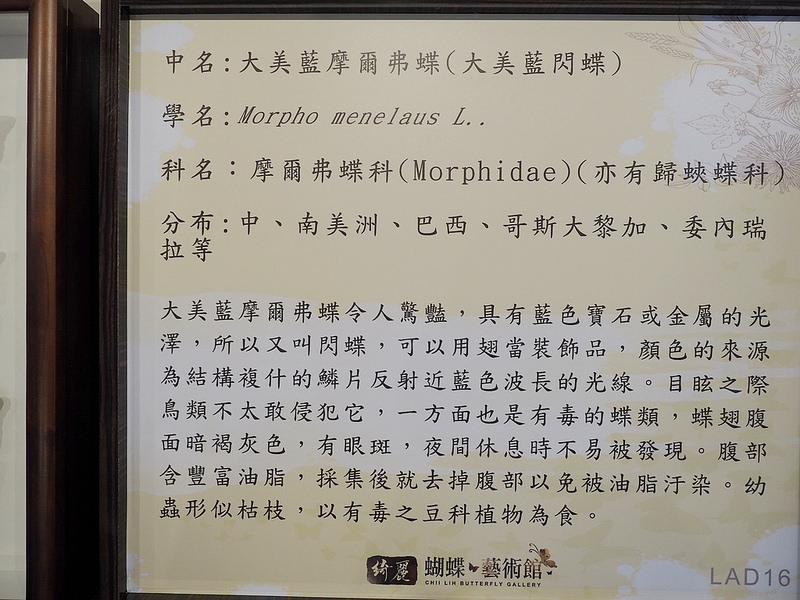 中名:大美藍摩爾弗蝶(大美藍閃蝶)
學名:Morpho menelaus L..
科名：摩爾弗蝶科(Morphidae)(亦有歸蛺蝶科)
分布:中、南美洲、巴西、哥斯大黎加、委內瑞
拉等
大美藍摩爾弗蝶令人驚豔，具有藍色寶石或金屬的光
澤，所以又叫閃蝶，可以用翅當裝飾品，顏色的來源
為結構複什的鱗片反射近藍色波長的光線。目眩之際
鳥類不太敢侵犯它，一方面也是有毒的蝶類，蝶翅腹
面暗褐灰色，有眼斑，夜間休息時不易被發現。腹部
含豐富油脂，採集後就去掉腹部以免被油脂汙染。幼
蟲形似枯枝，以有毒之豆科植物為食。
綺麗 蝴蝶藝術館
CHII LIH BUTTERFLY GALLERY
LAD16